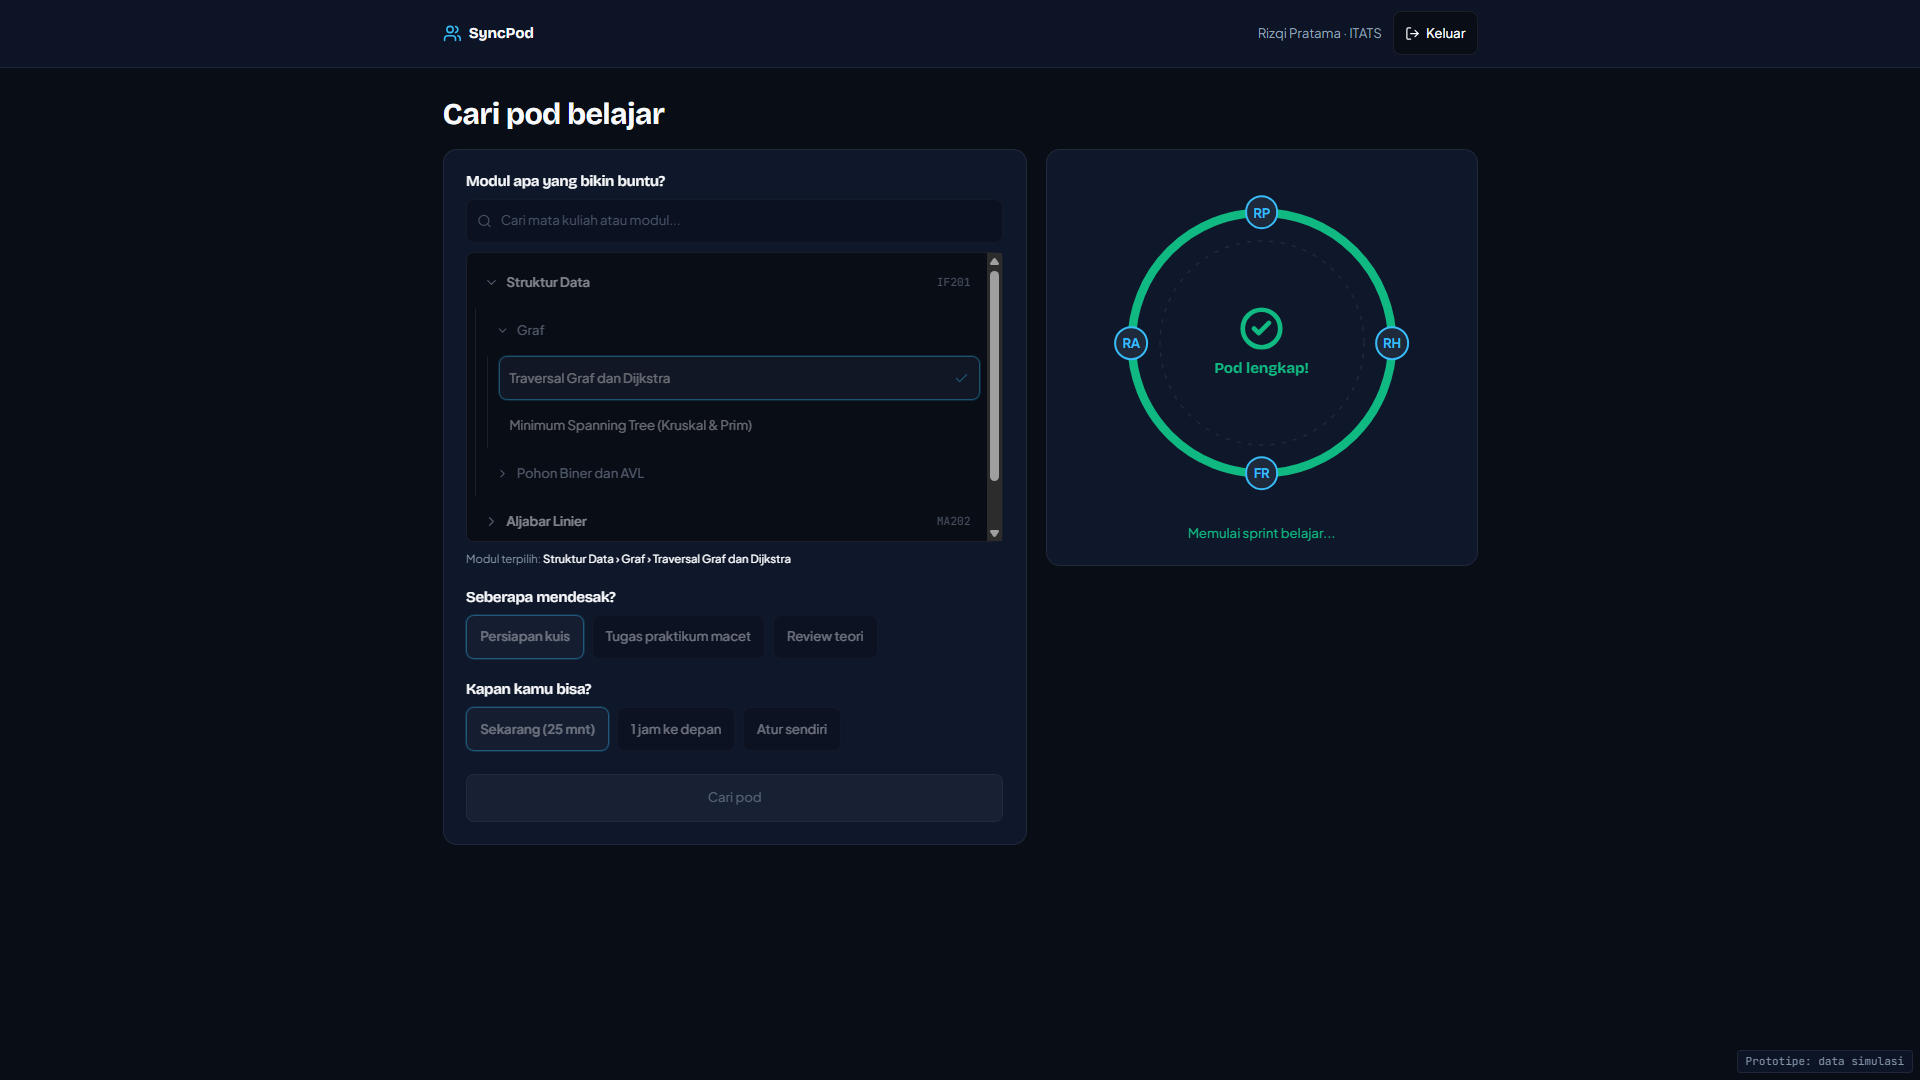 SyncPod
Rizqi Pratama · ITATS
Keluar
Cari pod belajar
Modul apa yang bikin buntu?
Cari mata kuliah atau modul...
Struktur Data IF201
Graf
Traversal Graf dan Dijkstra
Minimum Spanning Tree (Kruskal & Prim)
Pohon Biner dan AVL
Aljabar Linier MA202
Modul terpilih: Struktur Data › Graf › Traversal Graf dan Dijkstra
Seberapa mendesak?
Persiapan kuis
Tugas praktikum macet
Review teori
Kapan kamu bisa?
Sekarang (25 mnt)
1 jam ke depan
Atur sendiri
Cari pod
RP
RA
RH
Pod lengkap!
FR
Memulai sprint belajar...
Prototipe: data simulasi